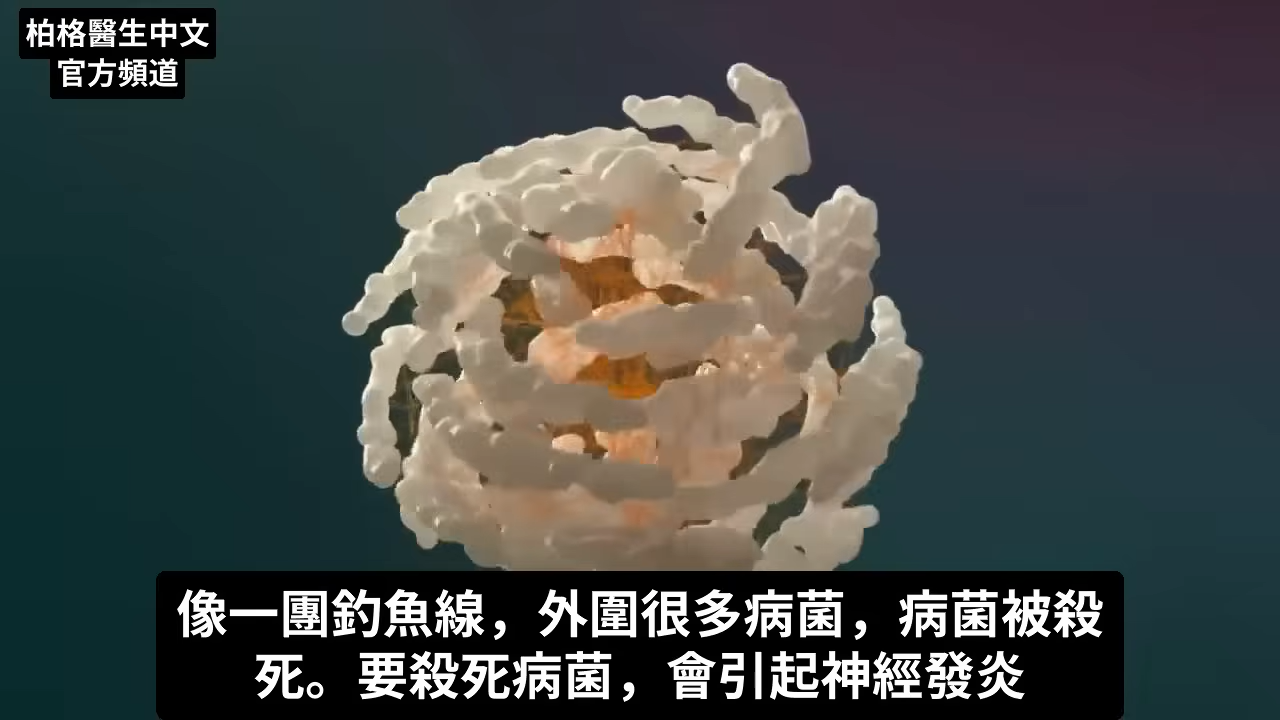 柏格醫生中文
官方頻道
像一團釣魚線，外圍很多病菌，病菌被殺
死。要殺死病菌，會引起神經發炎